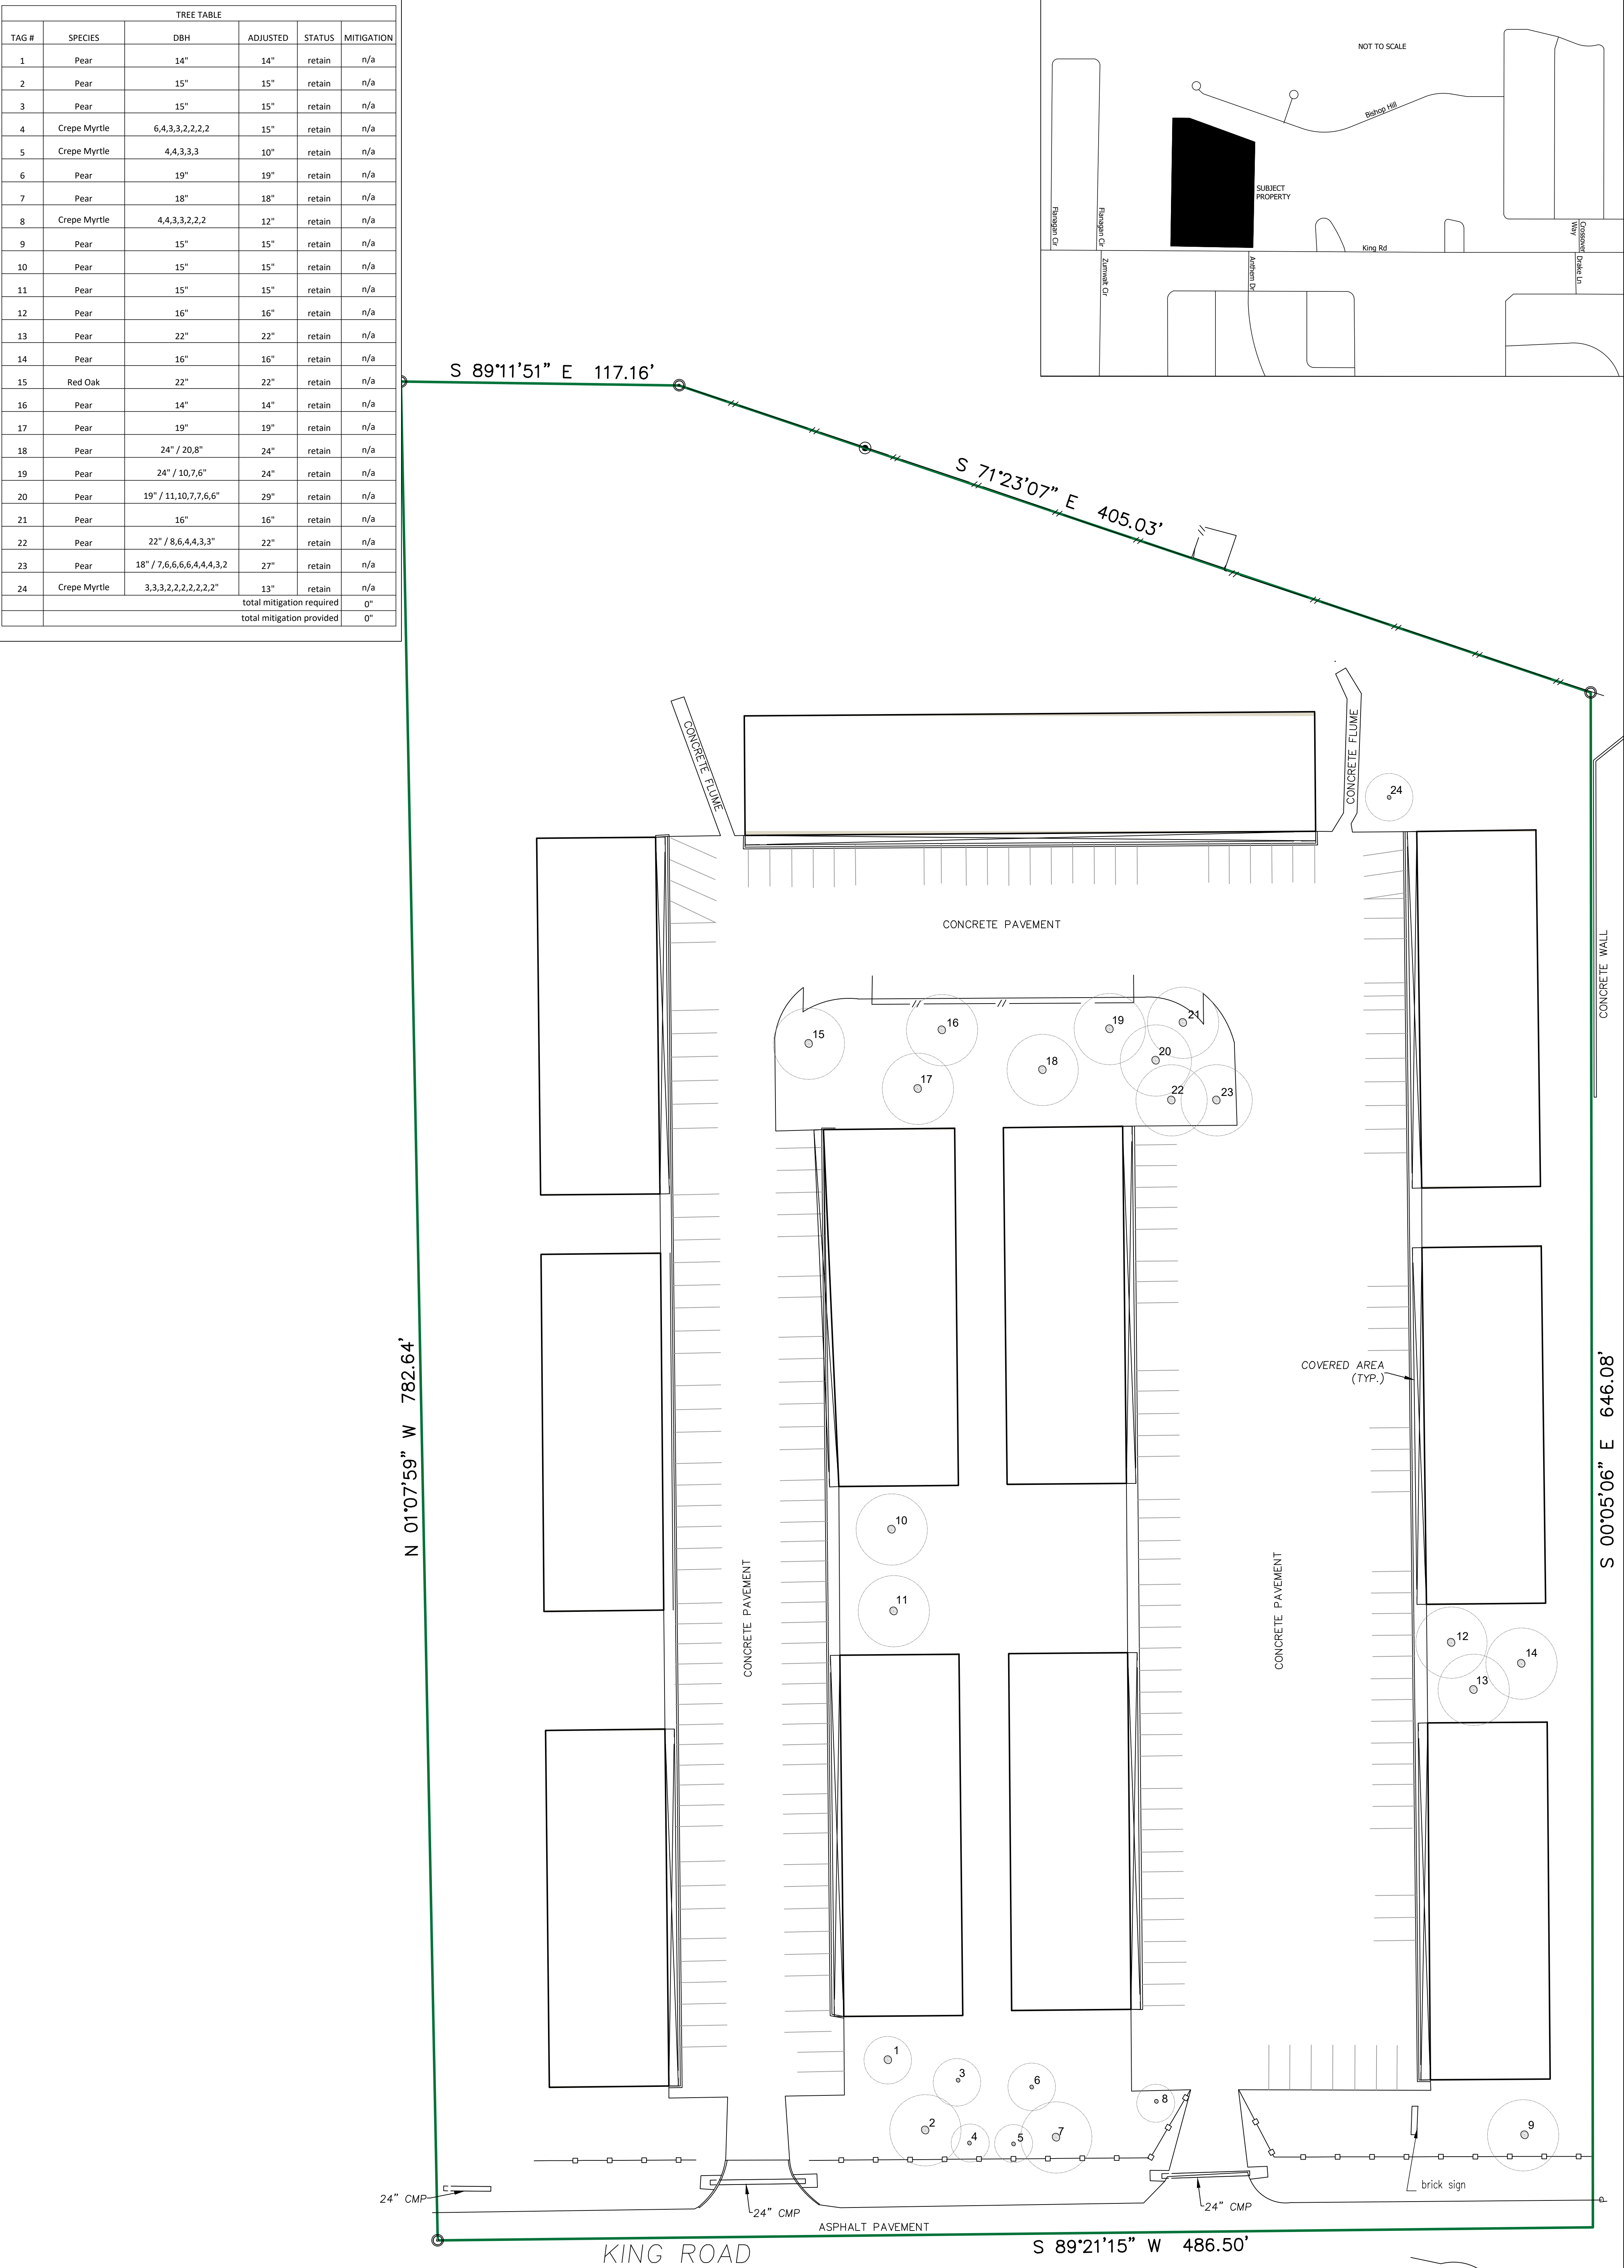 TREE TABLE
TAG # SPECIES DBH ADJUSTED STATUS MITIGATION
1 Pear 14" 14" retain n/a
2 Pear 15" 15" retain n/a
3 Pear 15" 15" retain n/a
4 Crepe Myrtle 6,4,3,3,2,2,2,2 15" retain n/a
5 Crepe Myrtle 4,4,3,3,3 10" retain n/a
6 Pear 19" 19" retain n/a
7 Pear 18" 18" retain n/a
8 Crepe Myrtle 4,4,3,3,2,2,2 12" retain n/a
9 Pear 15" 15" retain n/a
10 Pear 15" 15" retain n/a
11 Pear 15" 15" retain n/a
12 Pear 16" 16" retain n/a
13 Pear 22" 22" retain n/a
14 Pear 16" 16" retain n/a
15 Red Oak 22" 22" retain n/a
16 Pear 14" 14" retain n/a
17 Pear 19" 19" retain n/a
18 Pear 24" / 20,8" 24" retain n/a
19 Pear 24" / 10,7,6" 24" retain n/a
20 Pear 19" / 11,10,7,7,6,6" 29" retain n/a
21 Pear 16" 16" retain n/a
22 Pear 22" / 8,6,4,4,3,3" 22" retain n/a
23 Pear 18" / 7,6,6,6,6,4,4,4,3,2 27" retain n/a
24 Crepe Myrtle 3,3,3,2,2,2,2,2,2,2" 13" retain n/a
total mitigation required 0"
total mitigation provided 0"
NOT TO SCALE
Bishop Hill
SUBJECT
PROPERTY
Flanagan Cir
Flanagan Cir
Zumwalt Cir
Anthem Dr
King Rd
Crossover
Way
Drake Ln
S 89°11'51" E 117.16'
S 71°23'07" E 405.03'
CONCRETE FLUME
CONCRETE FLUME
24
CONCRETE PAVEMENT
CONCRETE WALL
15
16
17
18
19
20
21
22
23
N 01°07'59" W 782.64'
S 00°05'06" E 646.08'
COVERED AREA
(TYP.)
10
11
CONCRETE PAVEMENT
CONCRETE PAVEMENT
12
13
14
1
2
3
4
5
6
7
8
9
24" CMP
24" CMP
24" CMP
brick sign
ASPHALT PAVEMENT
KING ROAD
S 89°21'15" W 486.50'